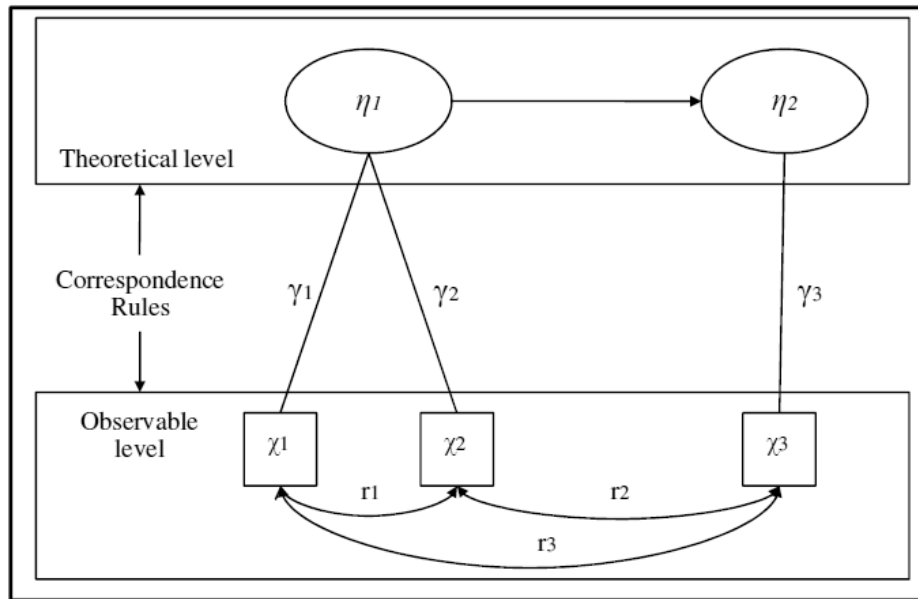 η1
η2
Theoretical level
Correspondence
Rules
γ1
γ2
γ3
Observable
level
χ1
χ2
χ3
r1
r2
r3